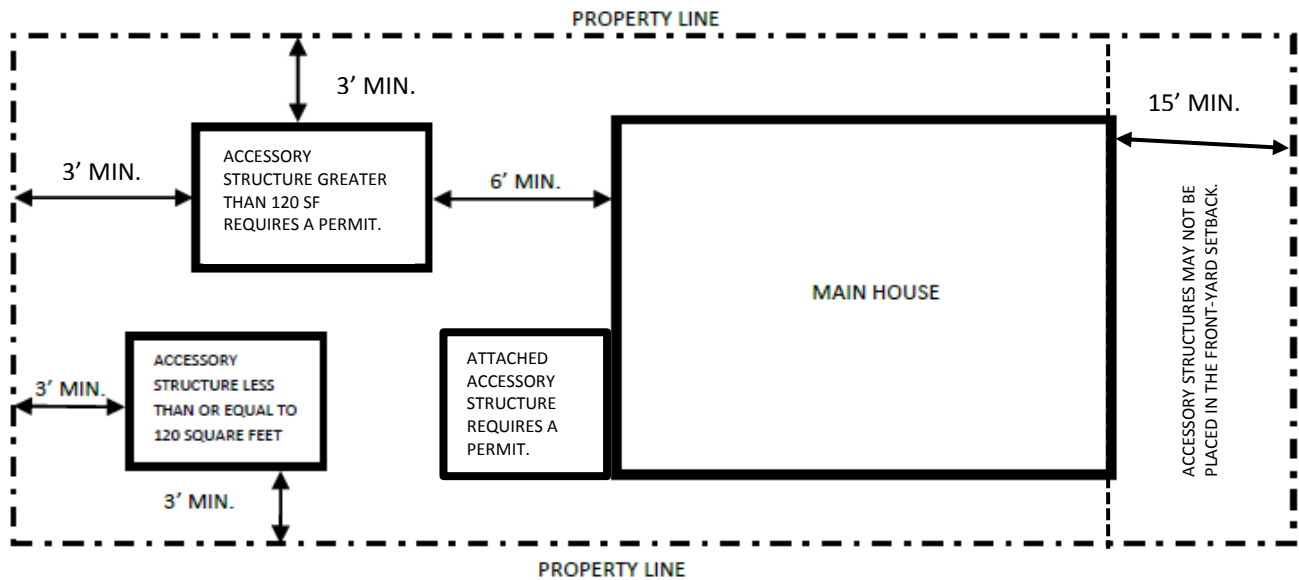 PROPERTY LINE
3’ MIN.
15’ MIN.
ACCESSORY
STRUCTURE GREATER
THAN 120 SF
REQUIRES A PERMIT.
3’ MIN.
6’ MIN.
ACCESSORY STRUCTURES MAY NOT BE
PLACED IN THE FRONT-YARD SETBACK.
MAIN HOUSE
ACCESSORY
STRUCTURE LESS
THAN OR EQUAL TO
120 SQUARE FEET
3’ MIN.
ATTACHED
ACCESSORY
STRUCTURE
REQUIRES A
PERMIT.
3’ MIN.
PROPERTY LINE